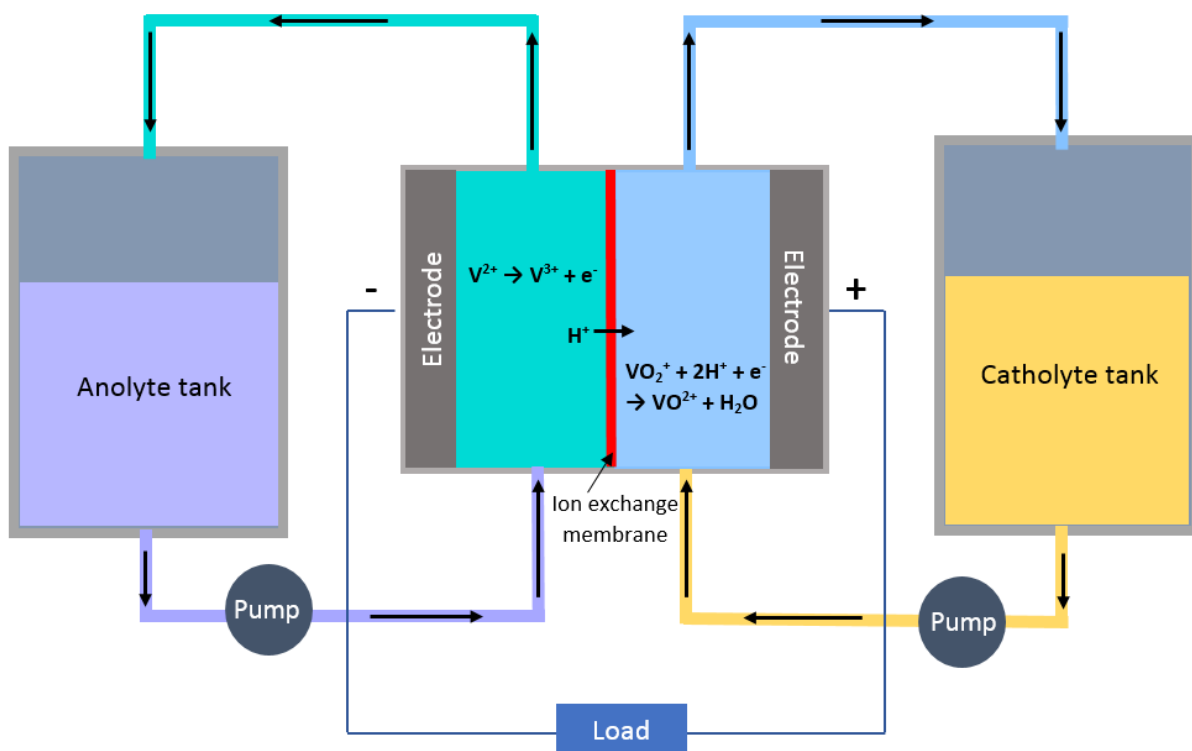 Electrode
V²⁺ → V³⁺ + e⁻
-
+
Electrode
H⁺
VO₂⁺ + 2H⁺ + e⁻
→ VO²⁺ + H₂O
Anolyte tank
Catholyte tank
Ion exchange
membrane
Pump
Pump
Load